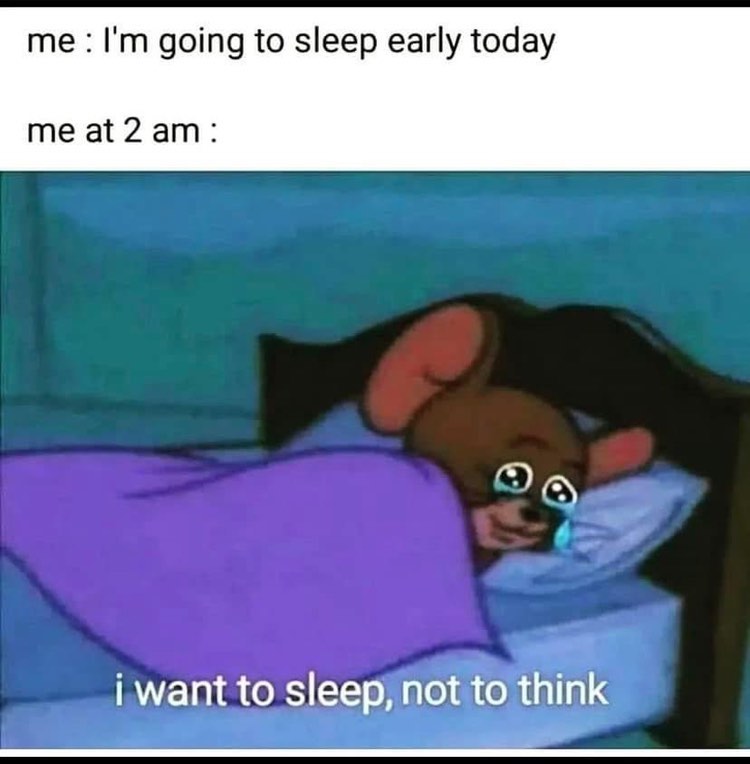 me : I'm going to sleep early today
me at 2 am :
i want to sleep, not to think